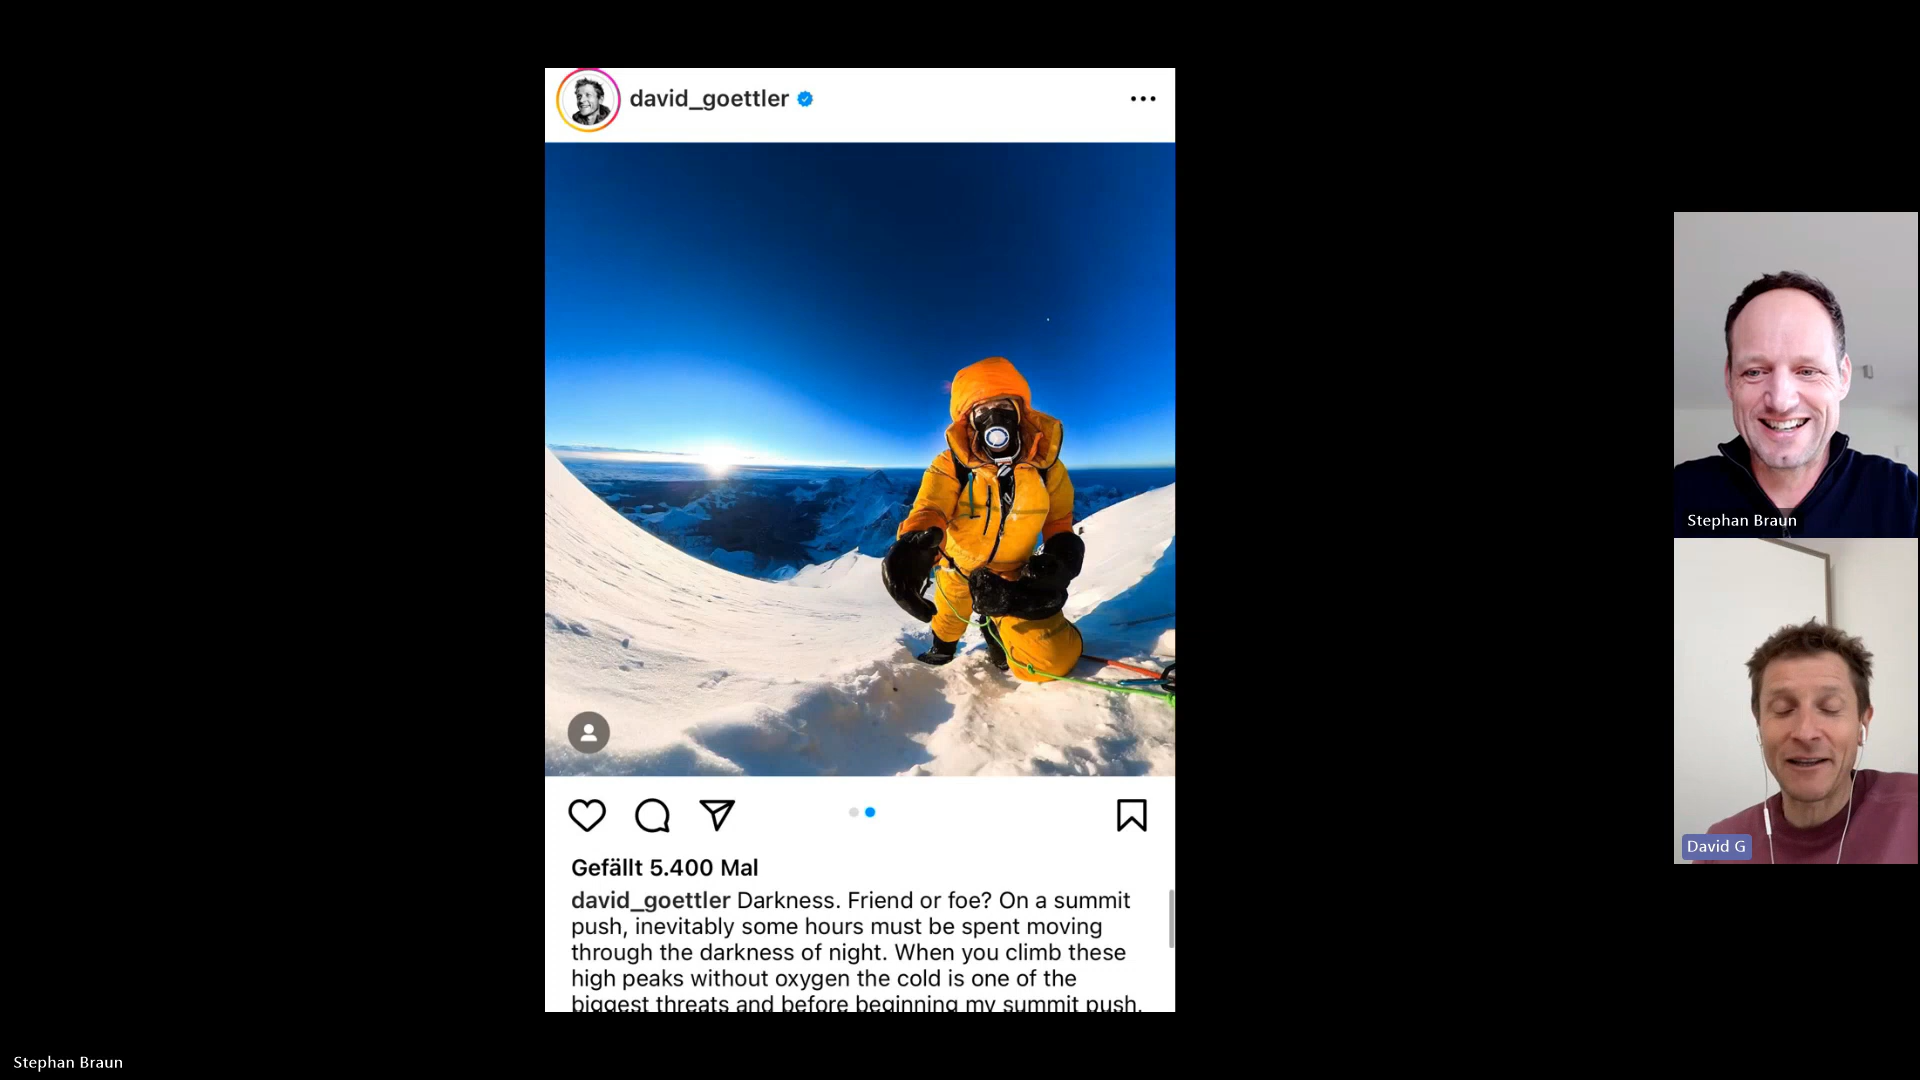 david_goettler
Gefällt 5.400 Mal
david_goettler Darkness. Friend or foe? On a summit
push, inevitably some hours must be spent moving
through the darkness of night. When you climb these
high peaks without oxygen the cold is one of the
biggest threats and before beginning my summit push,
Stephan Braun
David G
Stephan Braun